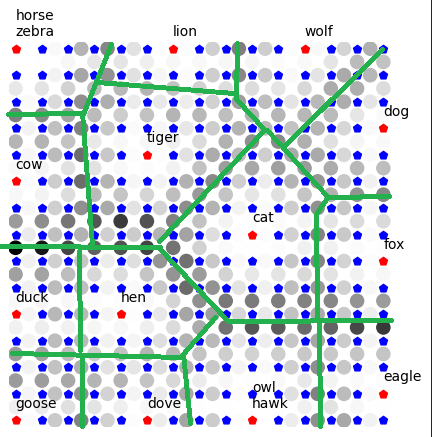 horse
zebra
lion
wolf
dog
tiger
cow
cat
fox
duck
hen
eagle
owl
goose
dove
hawk